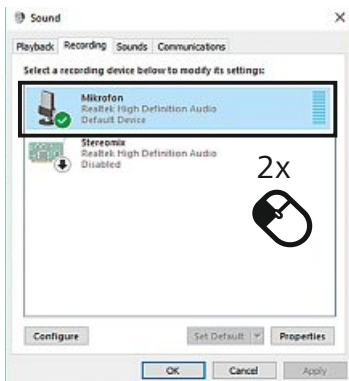 Sound
Playback Recording Sounds Communications
Select a recording device below to modify its settings:
Mikrofon
Realtek High Definition Audio
Default Device
Stereomix
Realtek High Definition Audio
Disabled
2x
Configure Set Default Properties
OK Cancel Apply